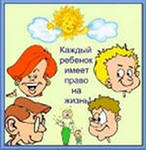 Каждый
ребенок
имеет
право
на
жизнь